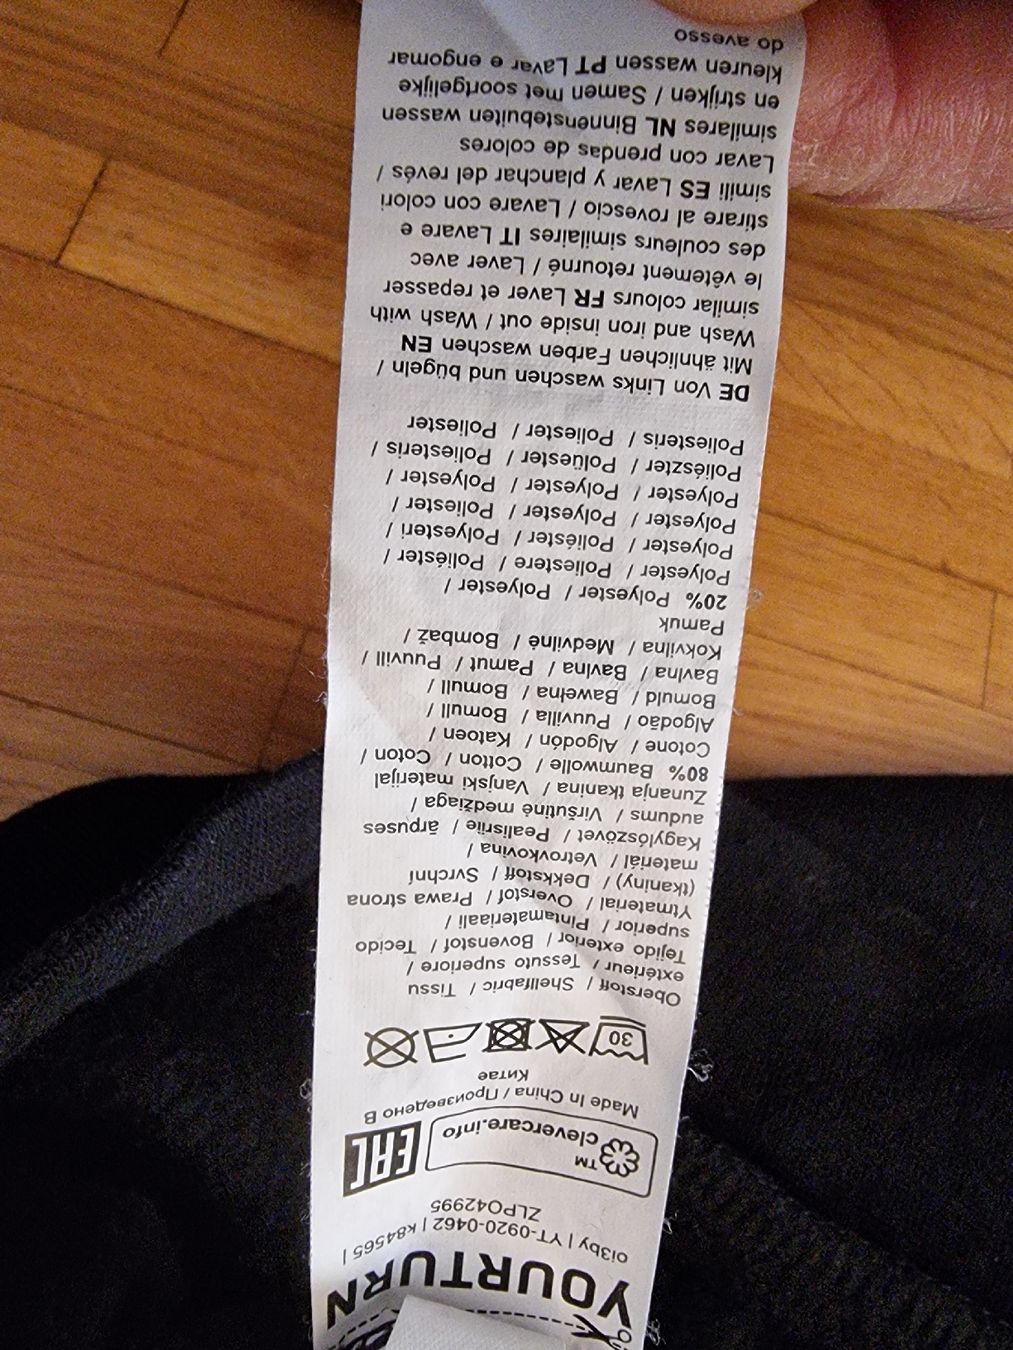 YOURTURN
oi3by | YT-0920-0462 | k84565 |
ZLPO42995
TM
clevercare.info
EAC
Made In China / Произведено В
Китае
30
Oberstoff / Shellfabric / Tissu
extérieur / Tessuto superiore /
Tejido exterior / Bovenstof / Tecido
superior / Pintamateriaali /
Ytmaterial / Overstof / Prawa strona
(tkaniny) / Dekkstoff / Svrchní
materiál / Vetrovkovina /
Kagylószövet / Pealisriie / ārpuses
audums / Viršutinė medžiaga /
Zunanja tkanina / Vanjski materijal
80% Baumwolle / Cotton / Coton /
Cotone / Algodón / Katoen /
Algodão / Puuvilla / Bomull /
Bomuld / Bawełna / Bomull /
Bavlna / Bavlna / Pamut / Puuvill /
Kokvilna / Medvilnė / Bombaž /
Pamuk
20% Polyester / Polyester /
Polyester / Poliestere / Poliéster /
Polyester / Poliéster / Polyesteri /
Polyester / Polyester / Poliester /
Polyester / Polyester / Polyester /
Poliészter / Polüester / Poliesteris /
Poliesteris / Poliester / Poliester
DE Von Links waschen und bügeln /
Mit ähnlichen Farben waschen EN
Wash and iron inside out / Wash with
similar colours FR Laver et repasser
le vêtement retourné / Laver avec
des couleurs similaires IT Lavare e
stirare al rovescio / Lavare con colori
simili ES Lavar y planchar del revés /
Lavar con prendas de colores
similares NL Binnenstebuiten wassen
en strijken / Samen met soortgelijke
kleuren wassen PT Lavar e engomar
do avesso